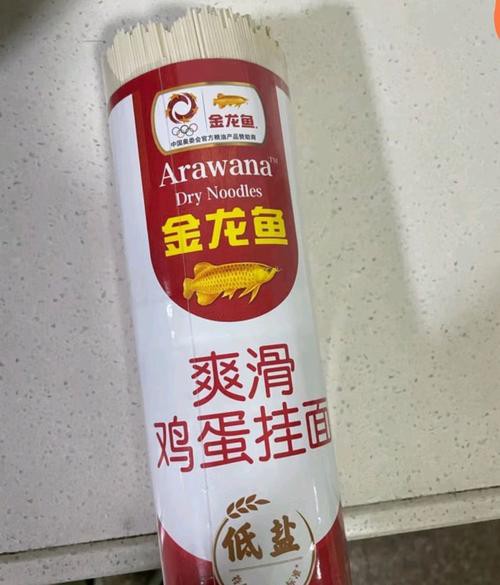 金龙鱼
中国奥委会官方粮油产品赞助商
Arawana™
Dry Noodles
金龙鱼
爽滑
鸡蛋挂面
低盐